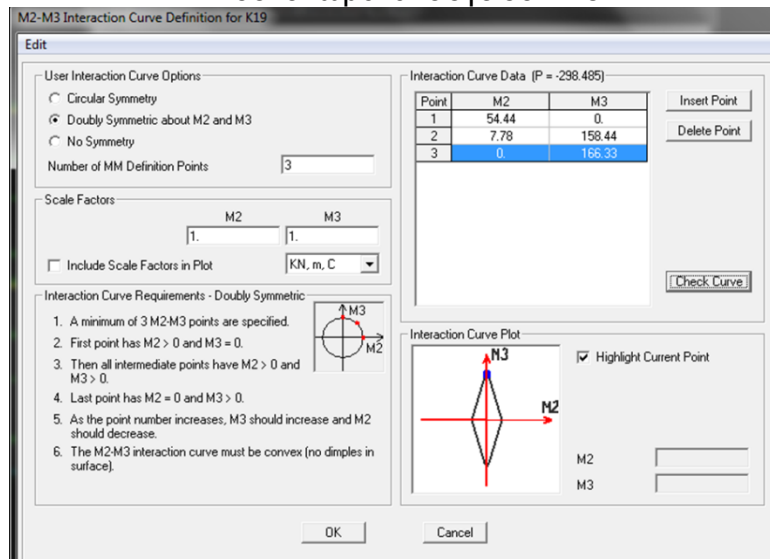 M2-M3 Interaction Curve Definition for K19
Edit
User Interaction Curve Options
Circular Symmetry
Doubly Symmetric about M2 and M3
No Symmetry
Number of MM Definition Points 3
Scale Factors
M2 M3
1. 1.
Include Scale Factors in Plot KN, m, C
Interaction Curve Requirements - Doubly Symmetric
1. A minimum of 3 M2-M3 points are specified.
2. First point has M2 > 0 and M3 = 0.
3. Then all intermediate points have M2 > 0 and
M3 > 0.
4. Last point has M2 = 0 and M3 > 0.
5. As the point number increases, M3 should increase and M2
should decrease.
6. The M2-M3 interaction curve must be convex (no dimples in
surface).
M3
M2
Interaction Curve Data (P = -298.485)
Point M2 M3
1 54.44 0.
2 7.78 158.44
3 0. 166.33
Insert Point
Delete Point
Check Curve
Interaction Curve Plot
M3
M2
Highlight Current Point
M2
M3
OK Cancel